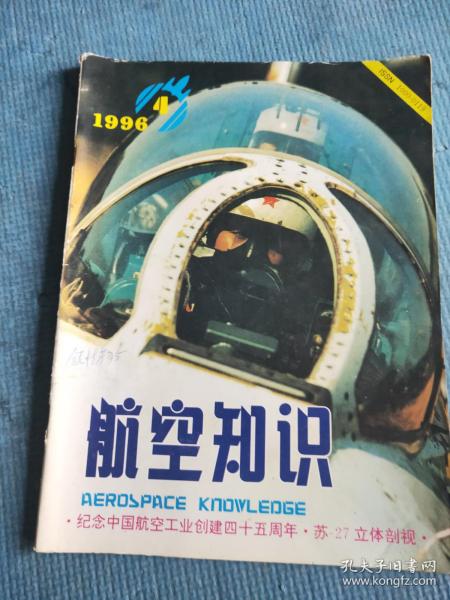 ISSN 1000-0119
4
1996
航空知识
AEROSPACE KNOWLEDGE
·纪念中国航空工业创建四十五周年·苏-27立体剖视·
孔夫子旧书网
www.kongfz.com